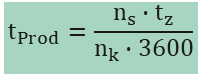 t_Prod = (n_s · t_z) / (n_k · 3600)